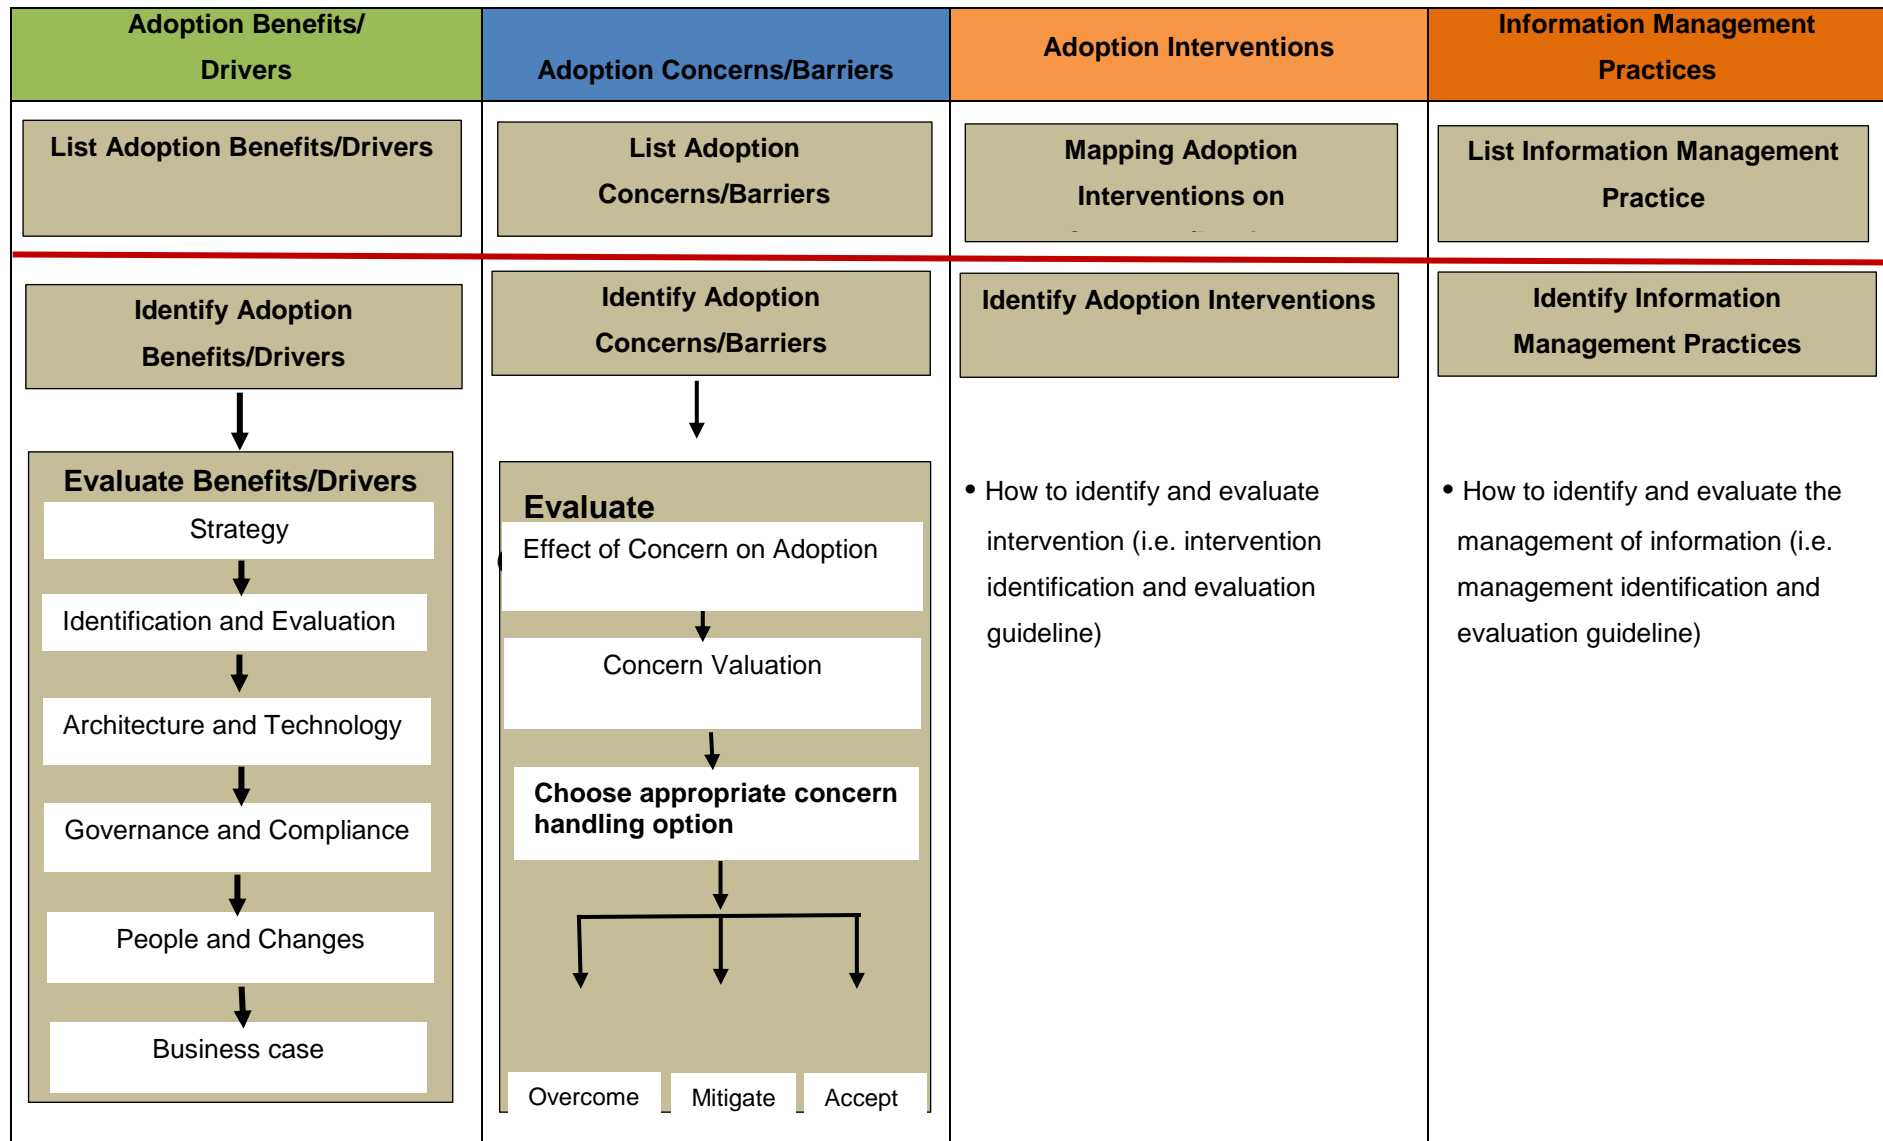 Adoption Benefits/
Drivers
Adoption Concerns/Barriers
Adoption Interventions
Information Management
Practices
List Adoption Benefits/Drivers
List Adoption
Concerns/Barriers
Mapping Adoption
Interventions on
List Information Management
Practice
Identify Adoption
Benefits/Drivers
Identify Adoption
Concerns/Barriers
Identify Adoption Interventions
Identify Information
Management Practices
Evaluate Benefits/Drivers
Strategy
Identification and Evaluation
Architecture and Technology
Governance and Compliance
People and Changes
Business case
Evaluate
Effect of Concern on Adoption
Concern Valuation
Choose appropriate concern
handling option
Overcome
Mitigate
Accept
• How to identify and evaluate
intervention (i.e. intervention
identification and evaluation
guideline)
• How to identify and evaluate the
management of information (i.e.
management identification and
evaluation guideline)